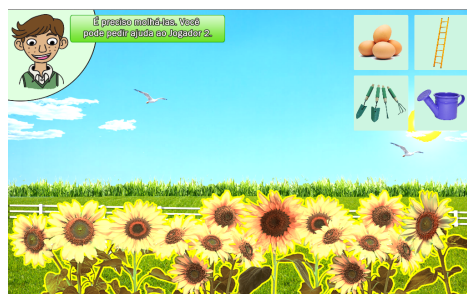 É preciso molhá-las. Você
pode pedir ajuda ao Jogador 2.